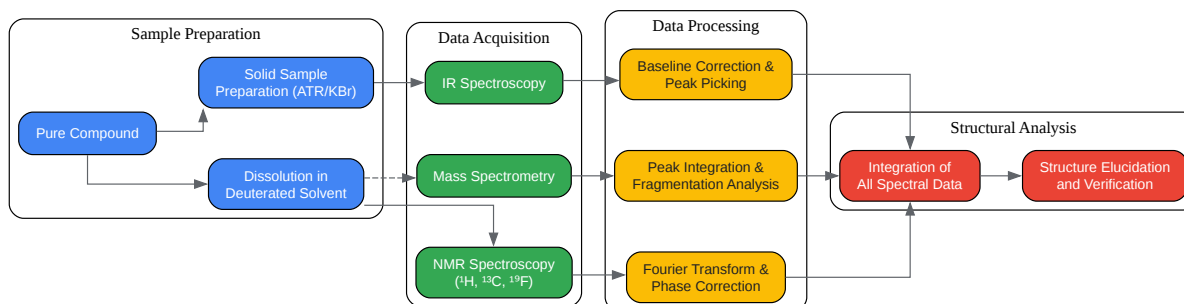 Sample Preparation
Pure Compound
Solid Sample
Preparation (ATR/KBr)
Dissolution in
Deuterated Solvent
Data Acquisition
IR Spectroscopy
Mass Spectrometry
NMR Spectroscopy
(¹H, ¹³C, ¹⁹F)
Data Processing
Baseline Correction &
Peak Picking
Peak Integration &
Fragmentation Analysis
Fourier Transform &
Phase Correction
Structural Analysis
Integration of
All Spectral Data
Structure Elucidation
and Verification